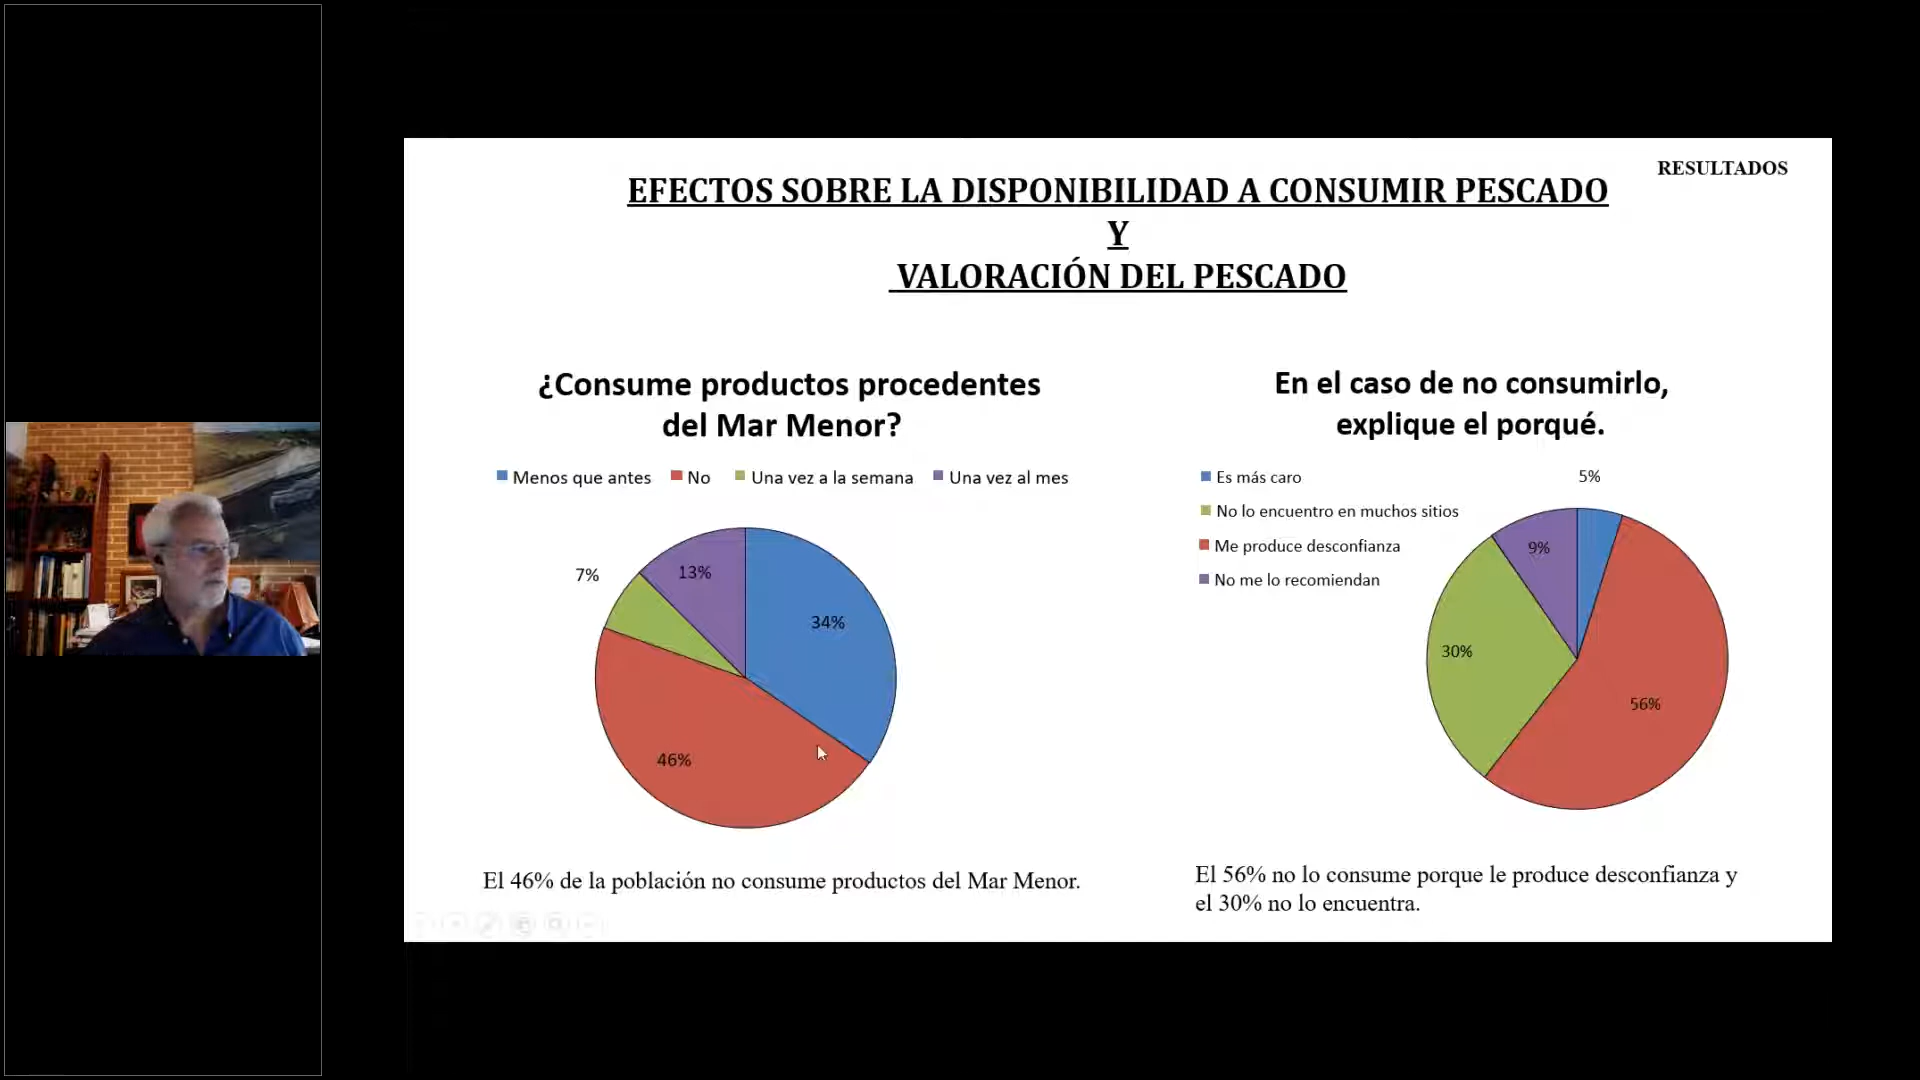 RESULTADOS
EFECTOS SOBRE LA DISPONIBILIDAD A CONSUMIR PESCADO
Y
VALORACIÓN DEL PESCADO
¿Consume productos procedentes
del Mar Menor?
Menos que antes No Una vez a la semana Una vez al mes
7%
13%
34%
46%
El 46% de la población no consume productos del Mar Menor.
En el caso de no consumirlo,
explique el porqué.
Es más caro
No lo encuentro en muchos sitios
Me produce desconfianza
No me lo recomiendan
5%
9%
30%
56%
El 56% no lo consume porque le produce desconfianza y
el 30% no lo encuentra.